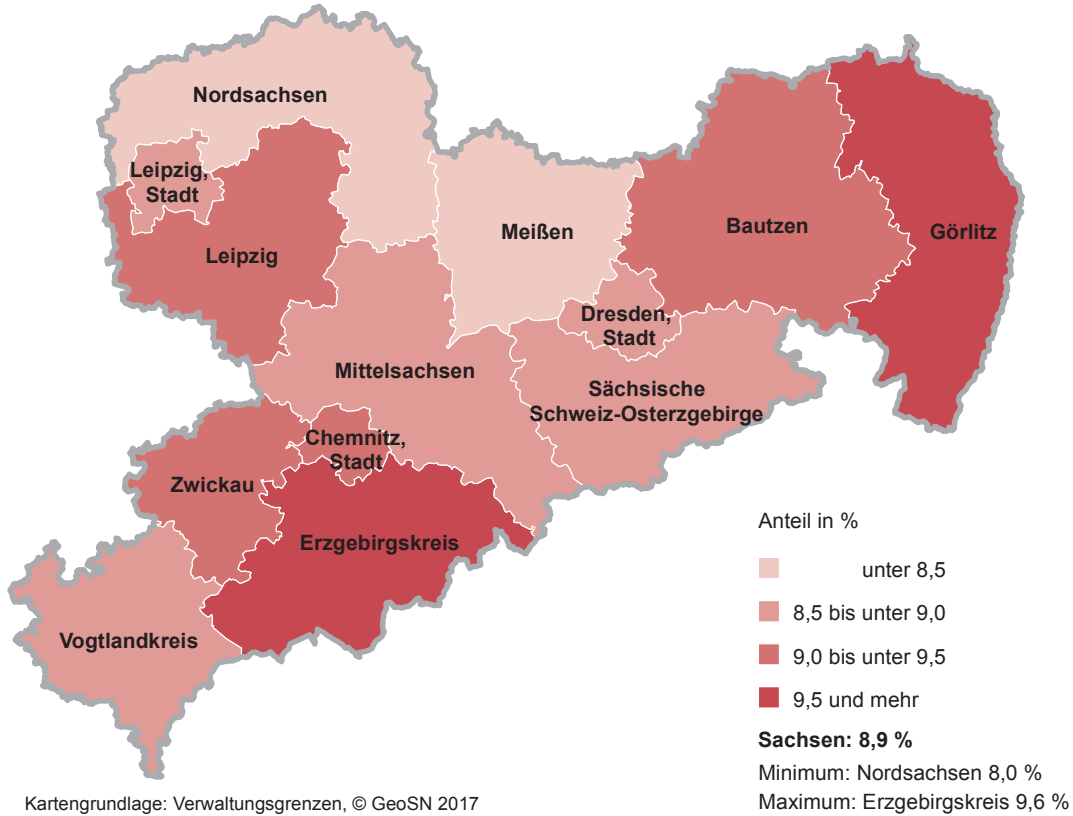 Nordsachsen
Leipzig,
Stadt
Leipzig
Meißen
Bautzen
Görlitz
Dresden,
Stadt
Mittelsachsen
Sächsische
Schweiz-Osterzgebirge
Chemnitz,
Stadt
Zwickau
Erzgebirgskreis
Vogtlandkreis
Anteil in %
unter 8,5
8,5 bis unter 9,0
9,0 bis unter 9,5
9,5 und mehr
Sachsen: 8,9 %
Minimum: Nordsachsen 8,0 %
Maximum: Erzgebirgskreis 9,6 %
Kartengrundlage: Verwaltungsgrenzen, © GeoSN 2017